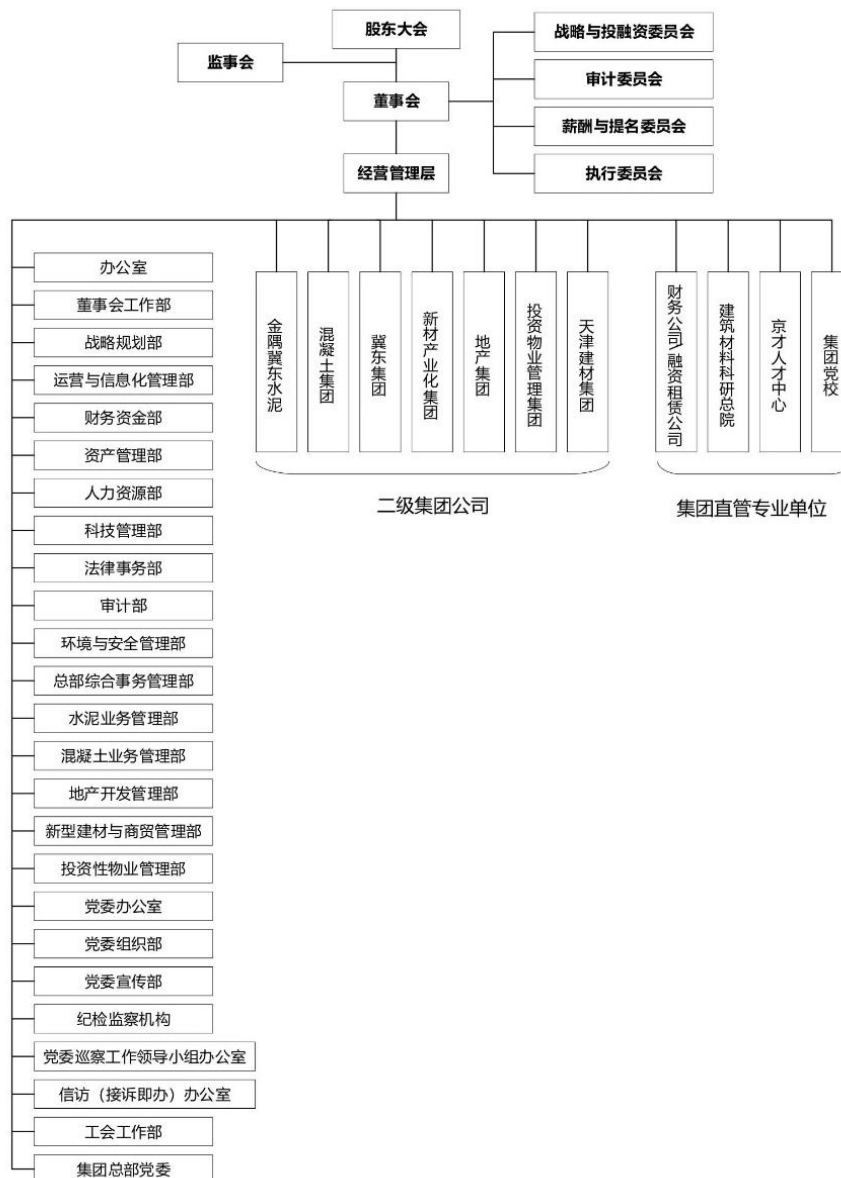 股东大会
监事会
董事会
经营管理层
战略与投融资委员会
审计委员会
薪酬与提名委员会
执行委员会
办公室
董事会工作部
战略规划部
运营与信息化管理部
财务资金部
资产管理部
人力资源部
科技管理部
法律事务部
审计部
环境与安全管理部
总部综合事务管理部
水泥业务管理部
混凝土业务管理部
地产开发管理部
新型建材与商贸管理部
投资性物业管理部
党委办公室
党委组织部
党委宣传部
纪检监察机构
党委巡察工作领导小组办公室
信访（接诉即办）办公室
工会工作部
集团总部党委
金隅冀东水泥
混凝土集团
冀东集团
新材产业化集团
地产集团
投资物业管理集团
天津建材集团
二级集团公司
财务公司/融资租赁公司
建筑材料科研总院
京才人才中心
集团党校
集团直管专业单位